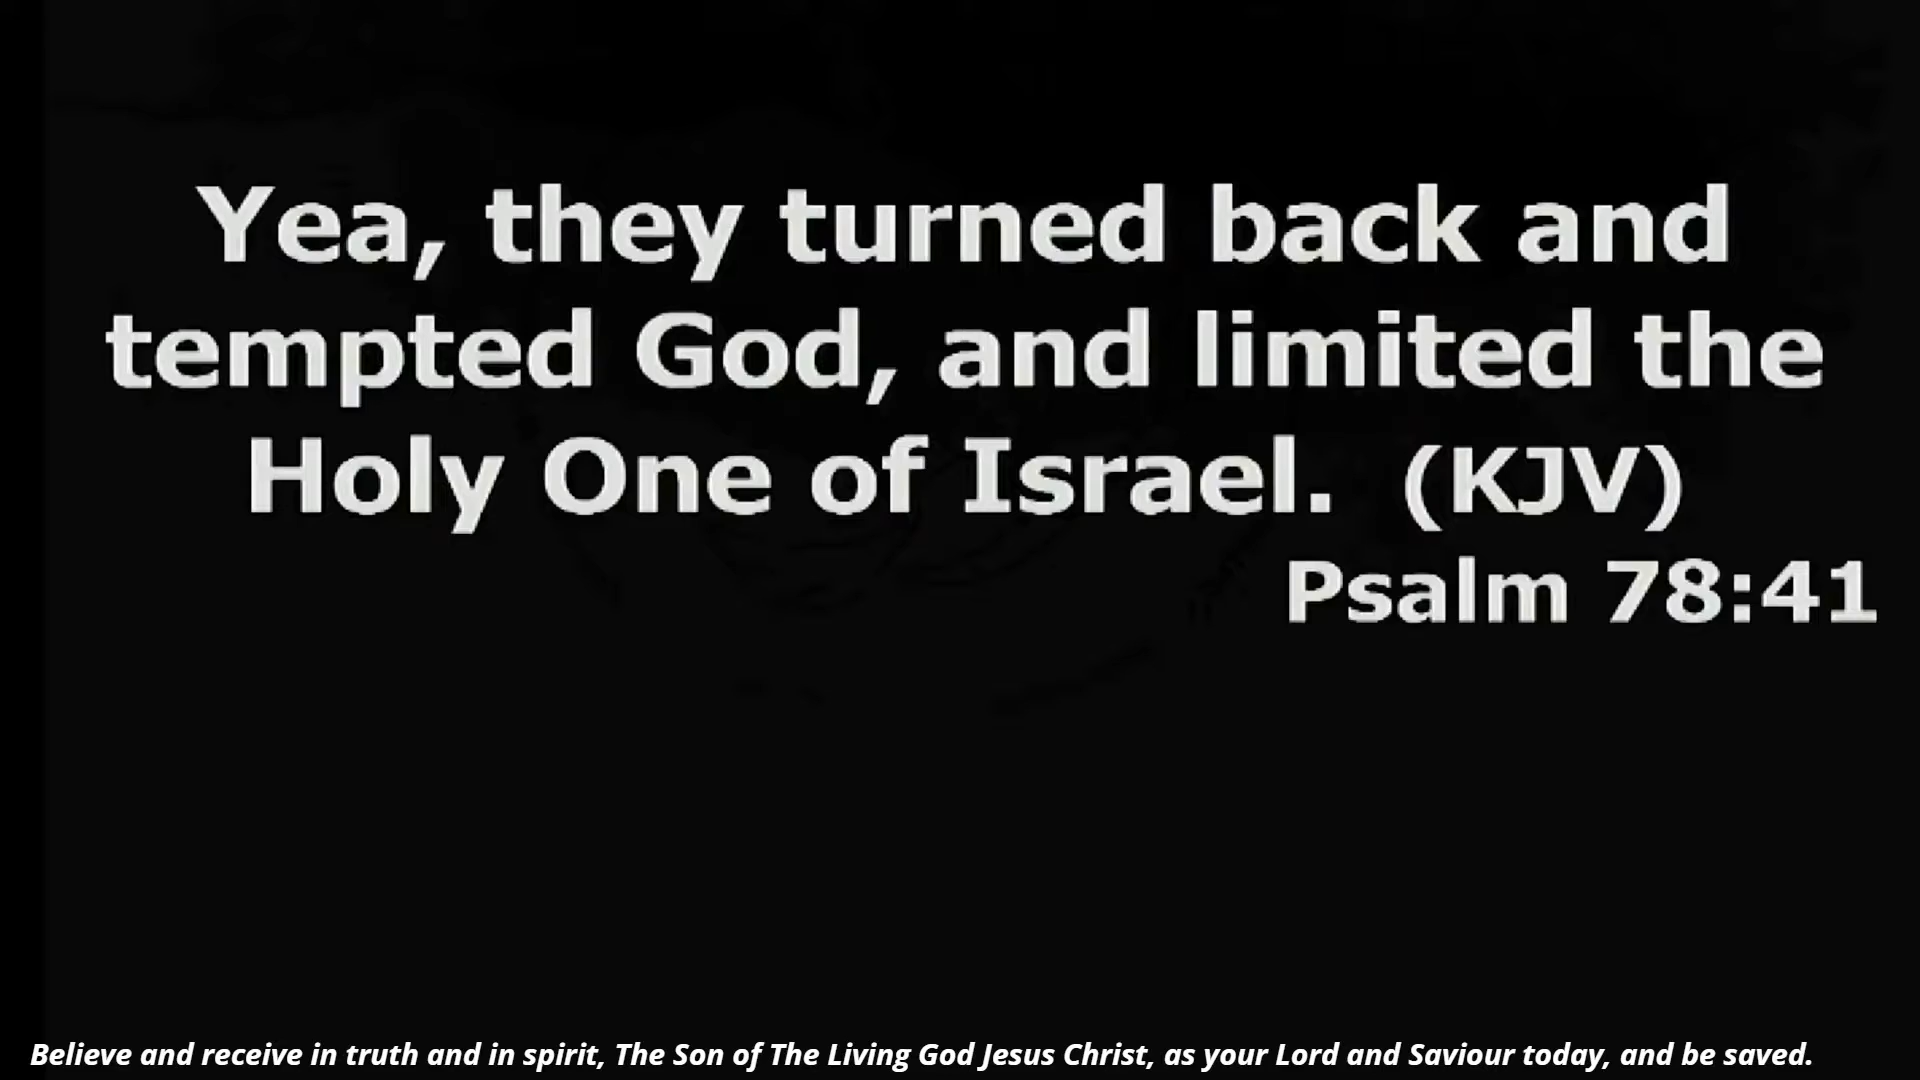 Yea, they turned back and
tempted God, and limited the
Holy One of Israel. (KJV)
Psalm 78:41
Believe and receive in truth and in spirit, The Son of The Living God Jesus Christ, as your Lord and Saviour today, and be saved.